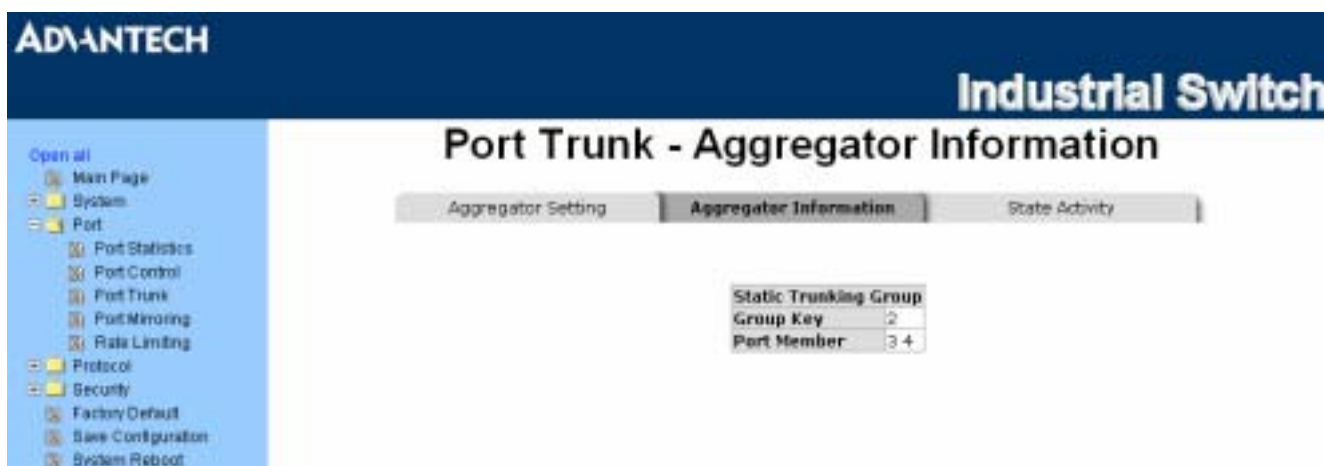 ADVANTECH
Industrial Switch
Open all
Main Page
System
Port
Port Statistics
Port Control
Port Trunk
Port Mirroring
Rate Limiting
Protocol
Security
Factory Default
Save Configuration
System Reboot
Port Trunk - Aggregator Information
Aggregator Setting Aggregator Information State Activity
Static Trunking Group
Group Key 2
Port Member 3 4